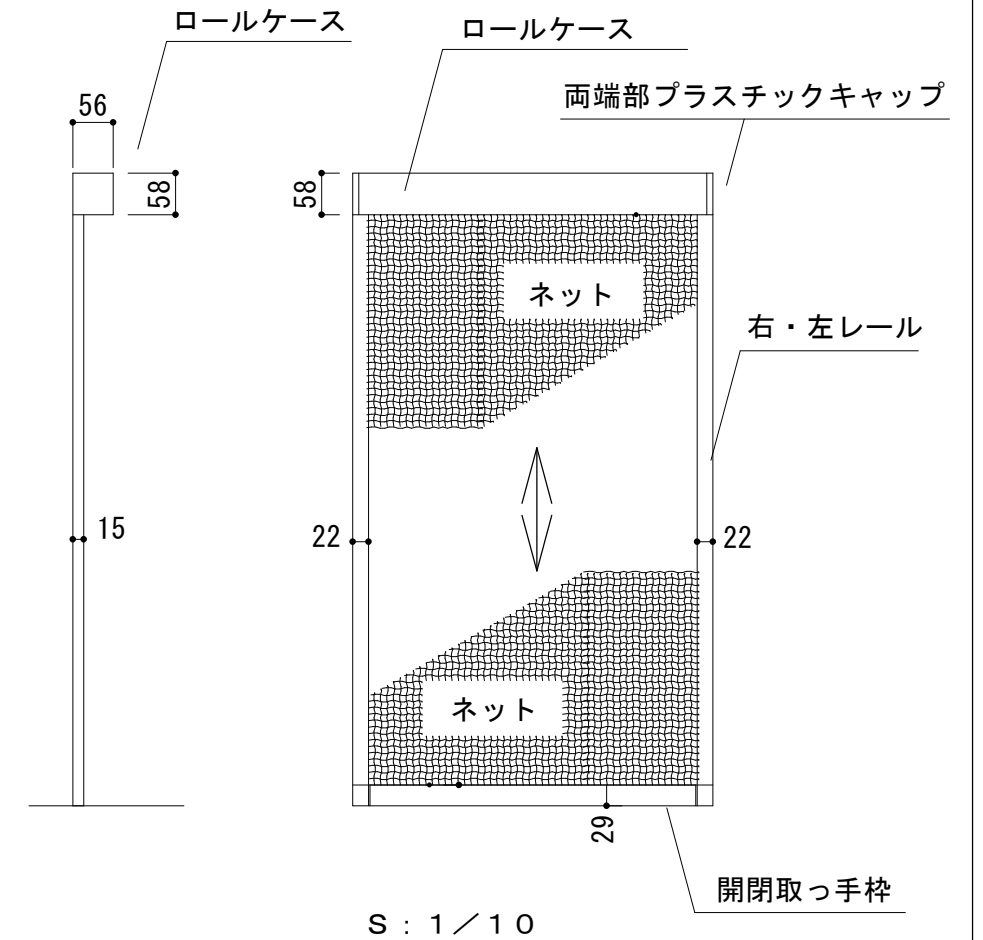 ロールケース
ロールケース
両端部プラスチックキャップ
56
58
58
ネット
右・左レール
15
22
22
ネット
29
開閉取っ手枠
S：1／10